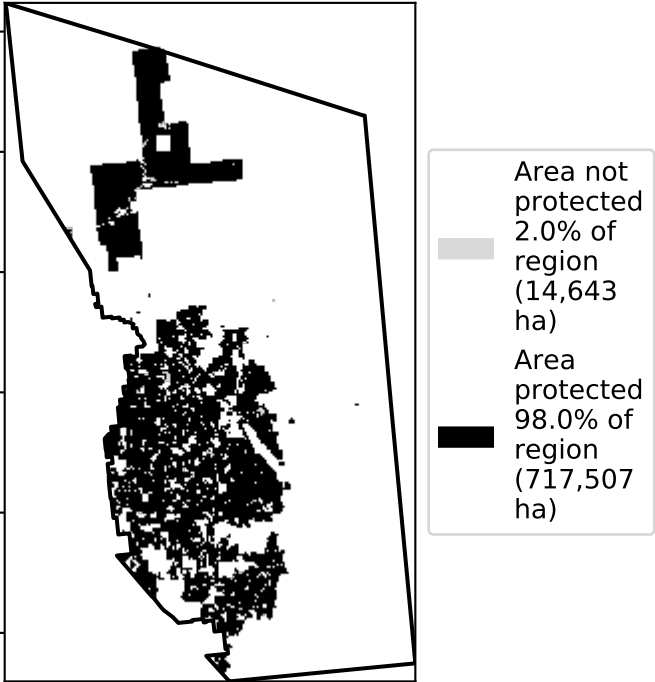 Area not
protected
2.0% of
region
(14,643
ha)
Area
protected
98.0% of
region
(717,507
ha)